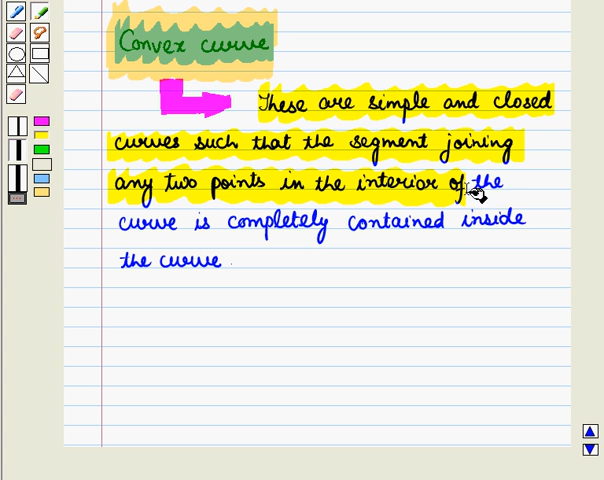 Convex curve
These are simple and closed
curves such that the segment joining
any two points in the interior of the
curve is completely contained inside
the curve.